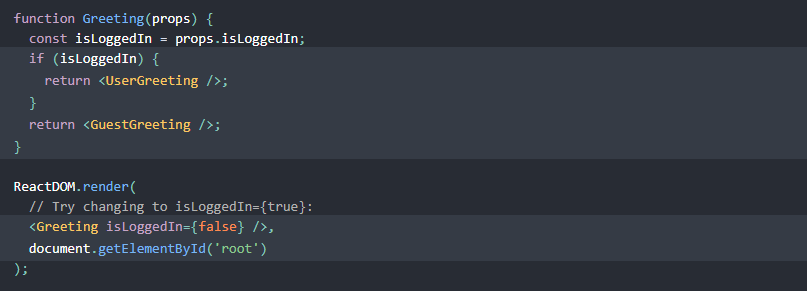 function Greeting(props) {
  const isLoggedIn = props.isLoggedIn;
  if (isLoggedIn) {
    return <UserGreeting />;
  }
  return <GuestGreeting />;
}

ReactDOM.render(
  // Try changing to isLoggedIn={true}:
  <Greeting isLoggedIn={false} />,
  document.getElementById('root')
);